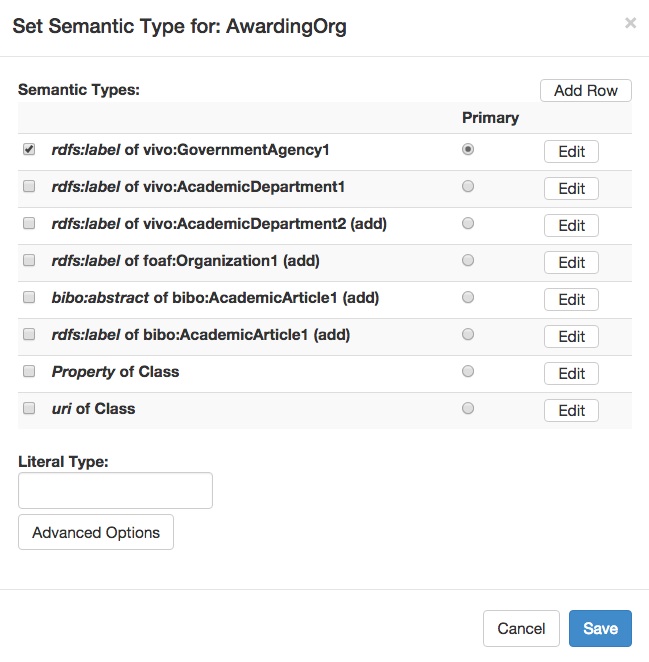 Set Semantic Type for: AwardingOrg ×
Semantic Types: Add Row
Primary
rdfs:label of vivo:GovernmentAgency1 Edit
rdfs:label of vivo:AcademicDepartment1 Edit
rdfs:label of vivo:AcademicDepartment2 (add) Edit
rdfs:label of foaf:Organization1 (add) Edit
bibo:abstract of bibo:AcademicArticle1 (add) Edit
rdfs:label of bibo:AcademicArticle1 (add) Edit
Property of Class Edit
uri of Class Edit
Literal Type:
Advanced Options
Cancel Save